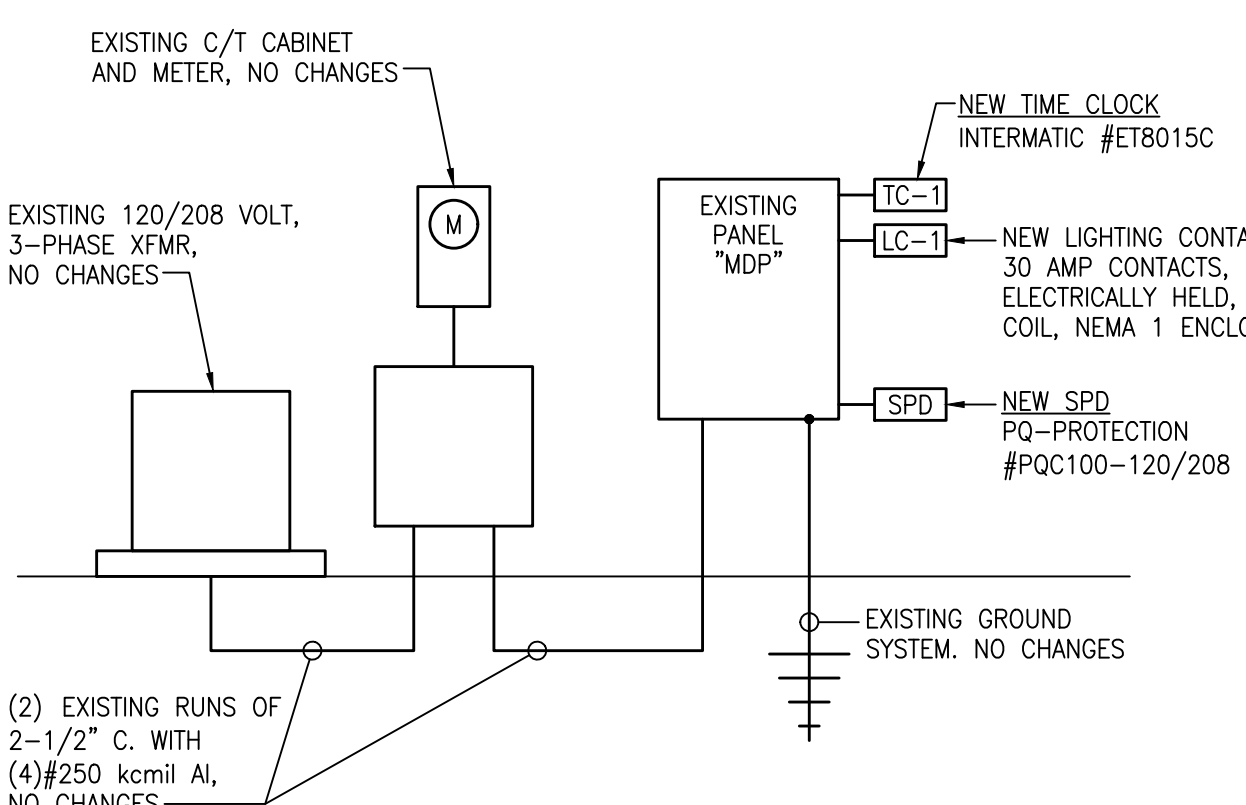 EXISTING C/T CABINET
AND METER, NO CHANGES
NEW TIME CLOCK
INTERMATIC #ET8015C
EXISTING 120/208 VOLT,
3-PHASE XFMR,
NO CHANGES
M
EXISTING
PANEL
"MDP"
TC-1
LC-1
NEW LIGHTING CONTA
30 AMP CONTACTS,
ELECTRICALLY HELD,
COIL, NEMA 1 ENCLO
SPD
NEW SPD
PQ-PROTECTION
#PQC100-120/208
EXISTING GROUND
SYSTEM. NO CHANGES
(2) EXISTING RUNS OF
2-1/2" C. WITH
(4)#250 kcmil Al,
NO CHANGES